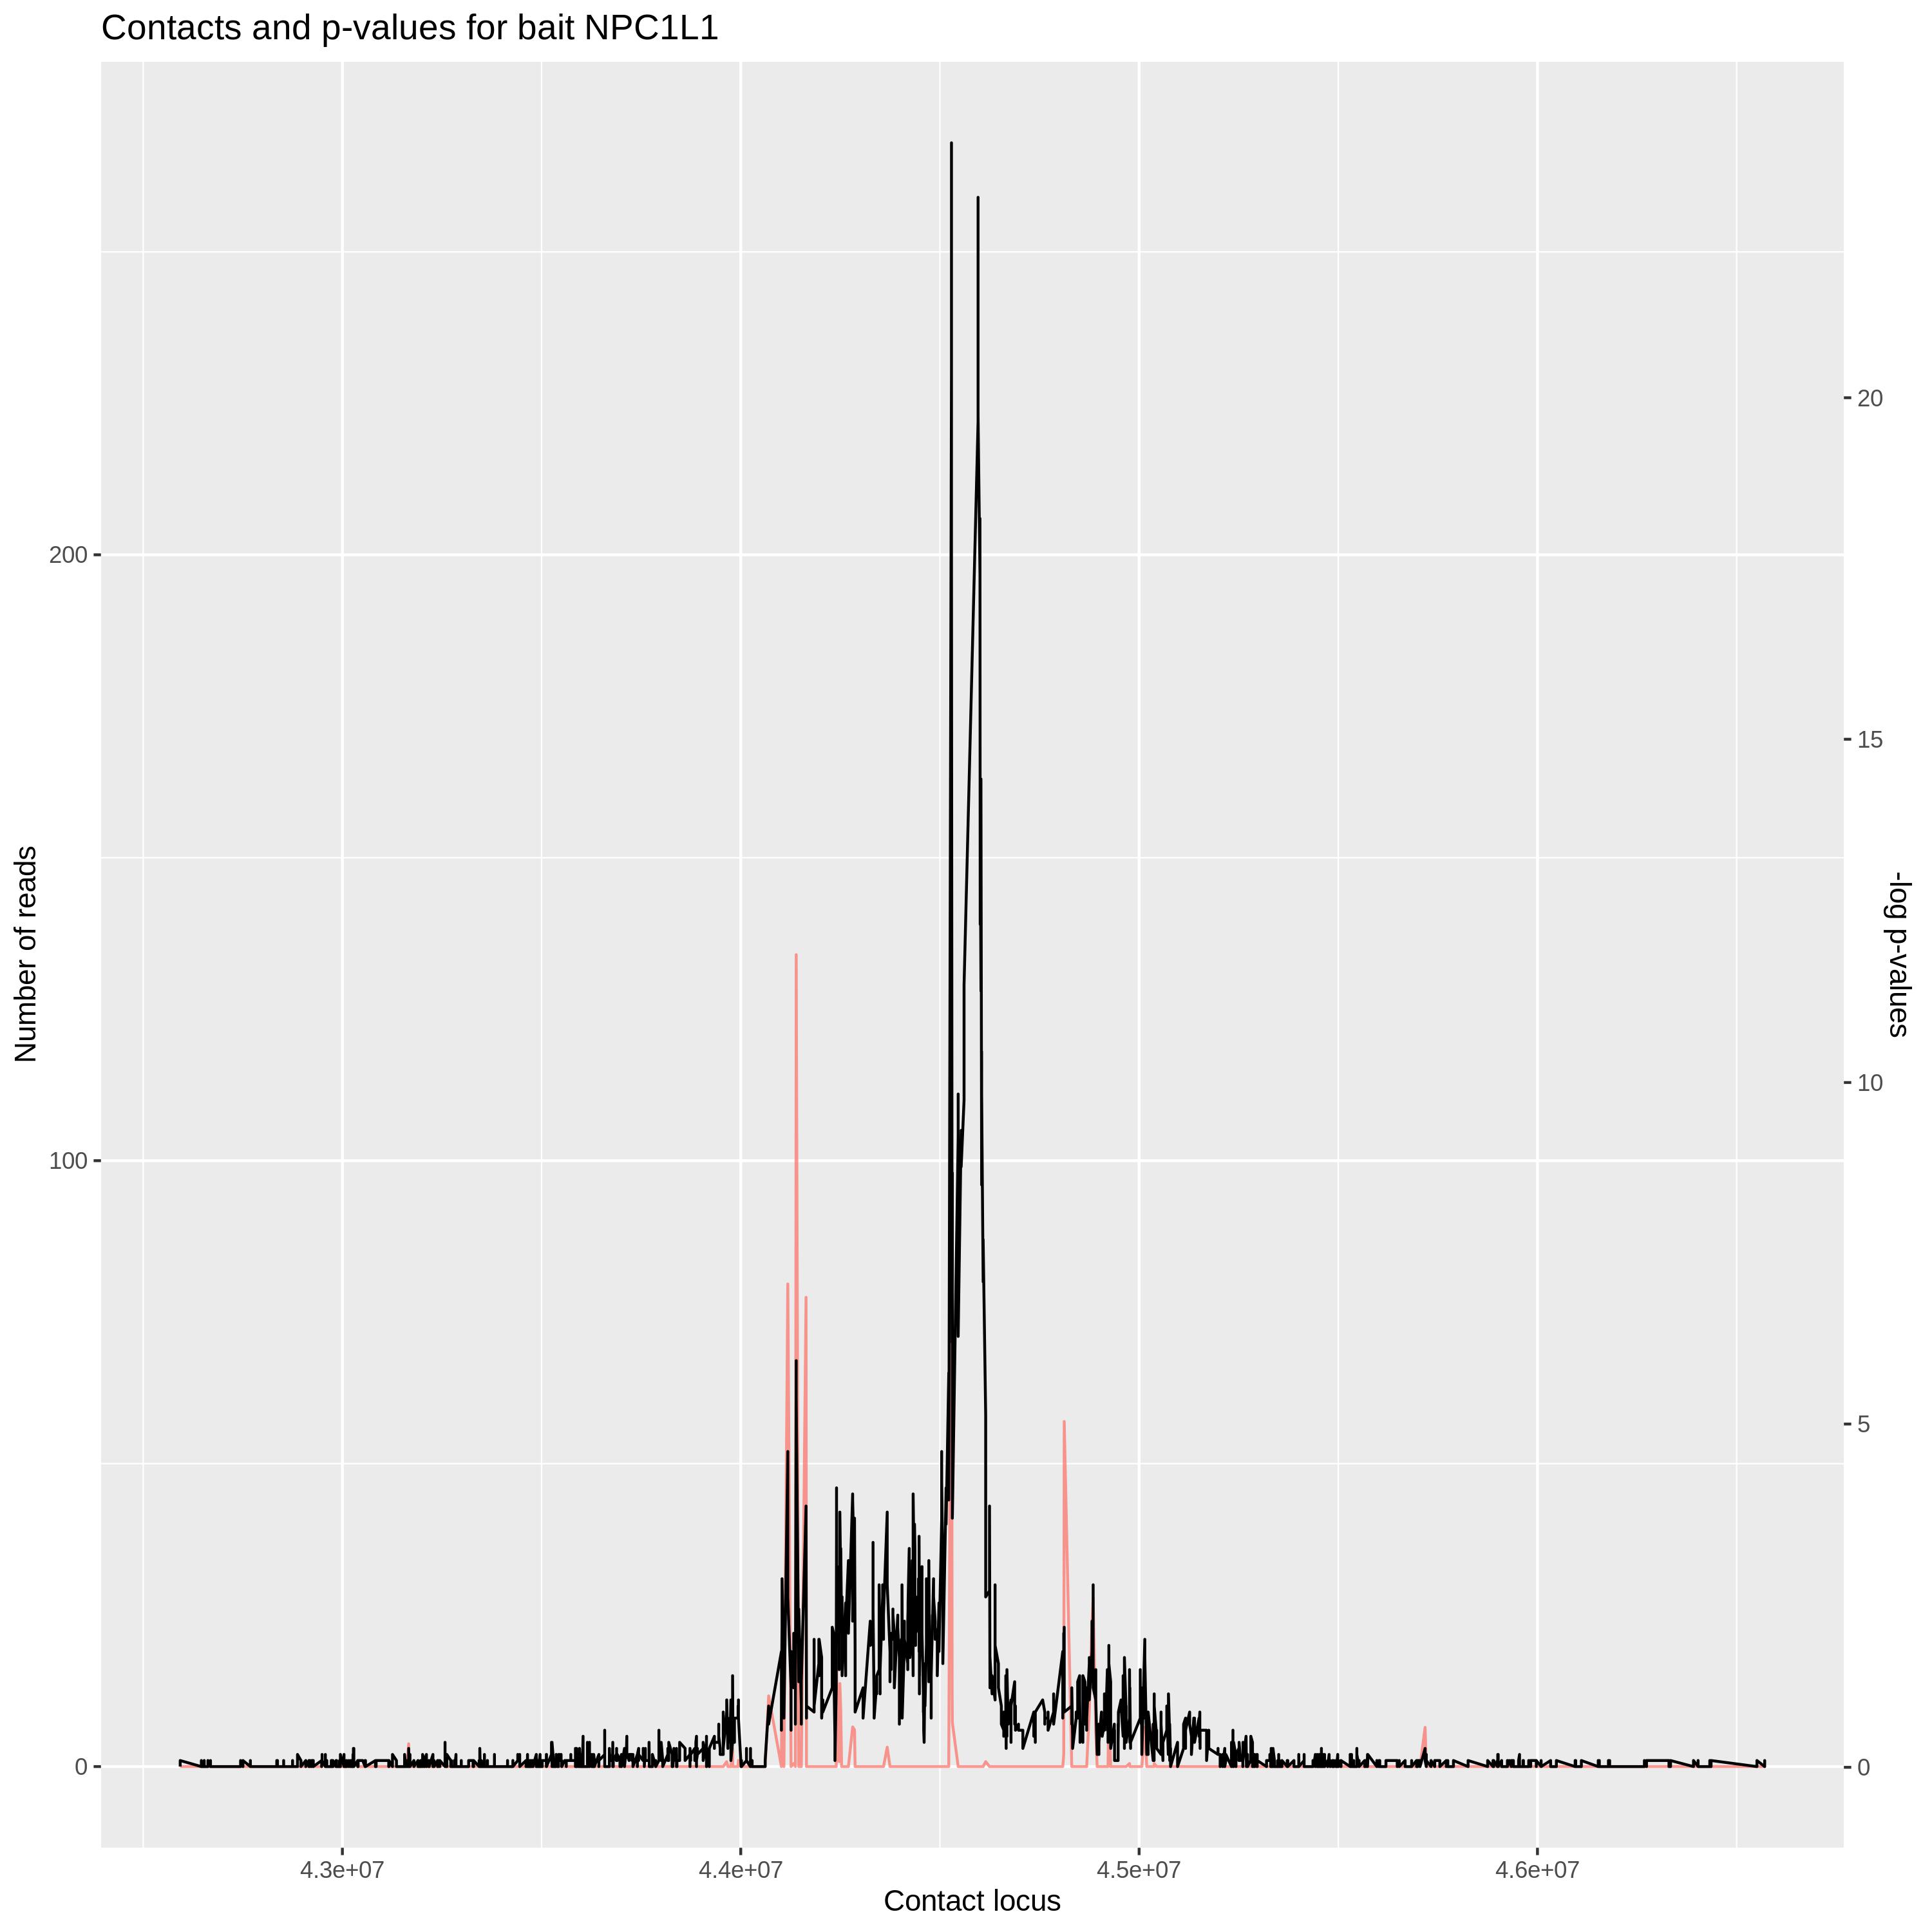 Contacts and p-values for bait NPC1L1
Number of reads
200
100
0
20
15
10
5
0
-log p-values
4.3e+07
4.4e+07
4.5e+07
4.6e+07
Contact locus